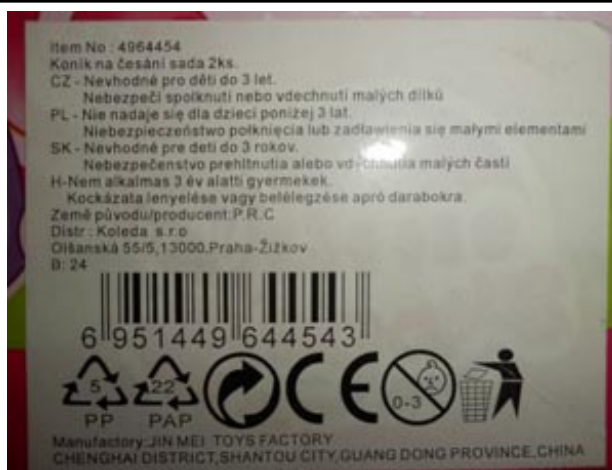 Item No : 4964454
Konik na česání sada 2ks.
CZ - Nevhodné pro děti do 3 let.
Nebezpečí spolknutí nebo vdechnutí malých dílků
PL - Nie nadaje się dla dzieci poniżej 3 lat.
Niebezpieczeństwo połknięcia lub zadławienia się małymi elementami
SK - Nevhodné pre deti do 3 rokov.
Nebezpečenstvo prehltnutia alebo vdýchnutia malých častí
H-Nem alkalmas 3 év alatti gyermekek.
Kockázata lenyelése vagy belélegzése apró darabokra.
Země původu/producent:P.R.C
Distr : Koleda s.r.o
Olšanská 55/5,13000,Praha-Žižkov
B: 24
6 951449 644543
5 22 0-3
PP PAP
Manufactory:JIN MEI TOYS FACTORY
CHENGHAI DISTRICT,SHANTOU CITY,GUANG DONG PROVINCE,CHINA